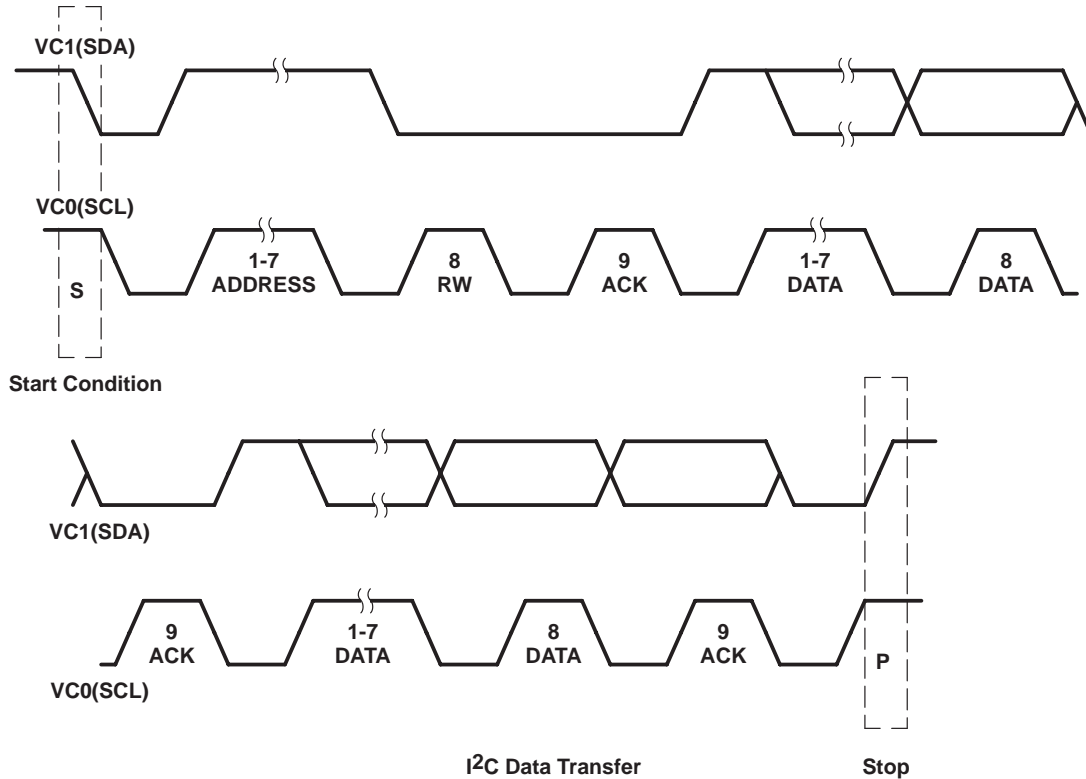 VC1(SDA)
VC0(SCL)
S
1-7
ADDRESS
8
RW
9
ACK
1-7
DATA
8
DATA
Start Condition
VC1(SDA)
9
ACK
1-7
DATA
8
DATA
9
ACK
P
VC0(SCL)
I²C Data Transfer
Stop